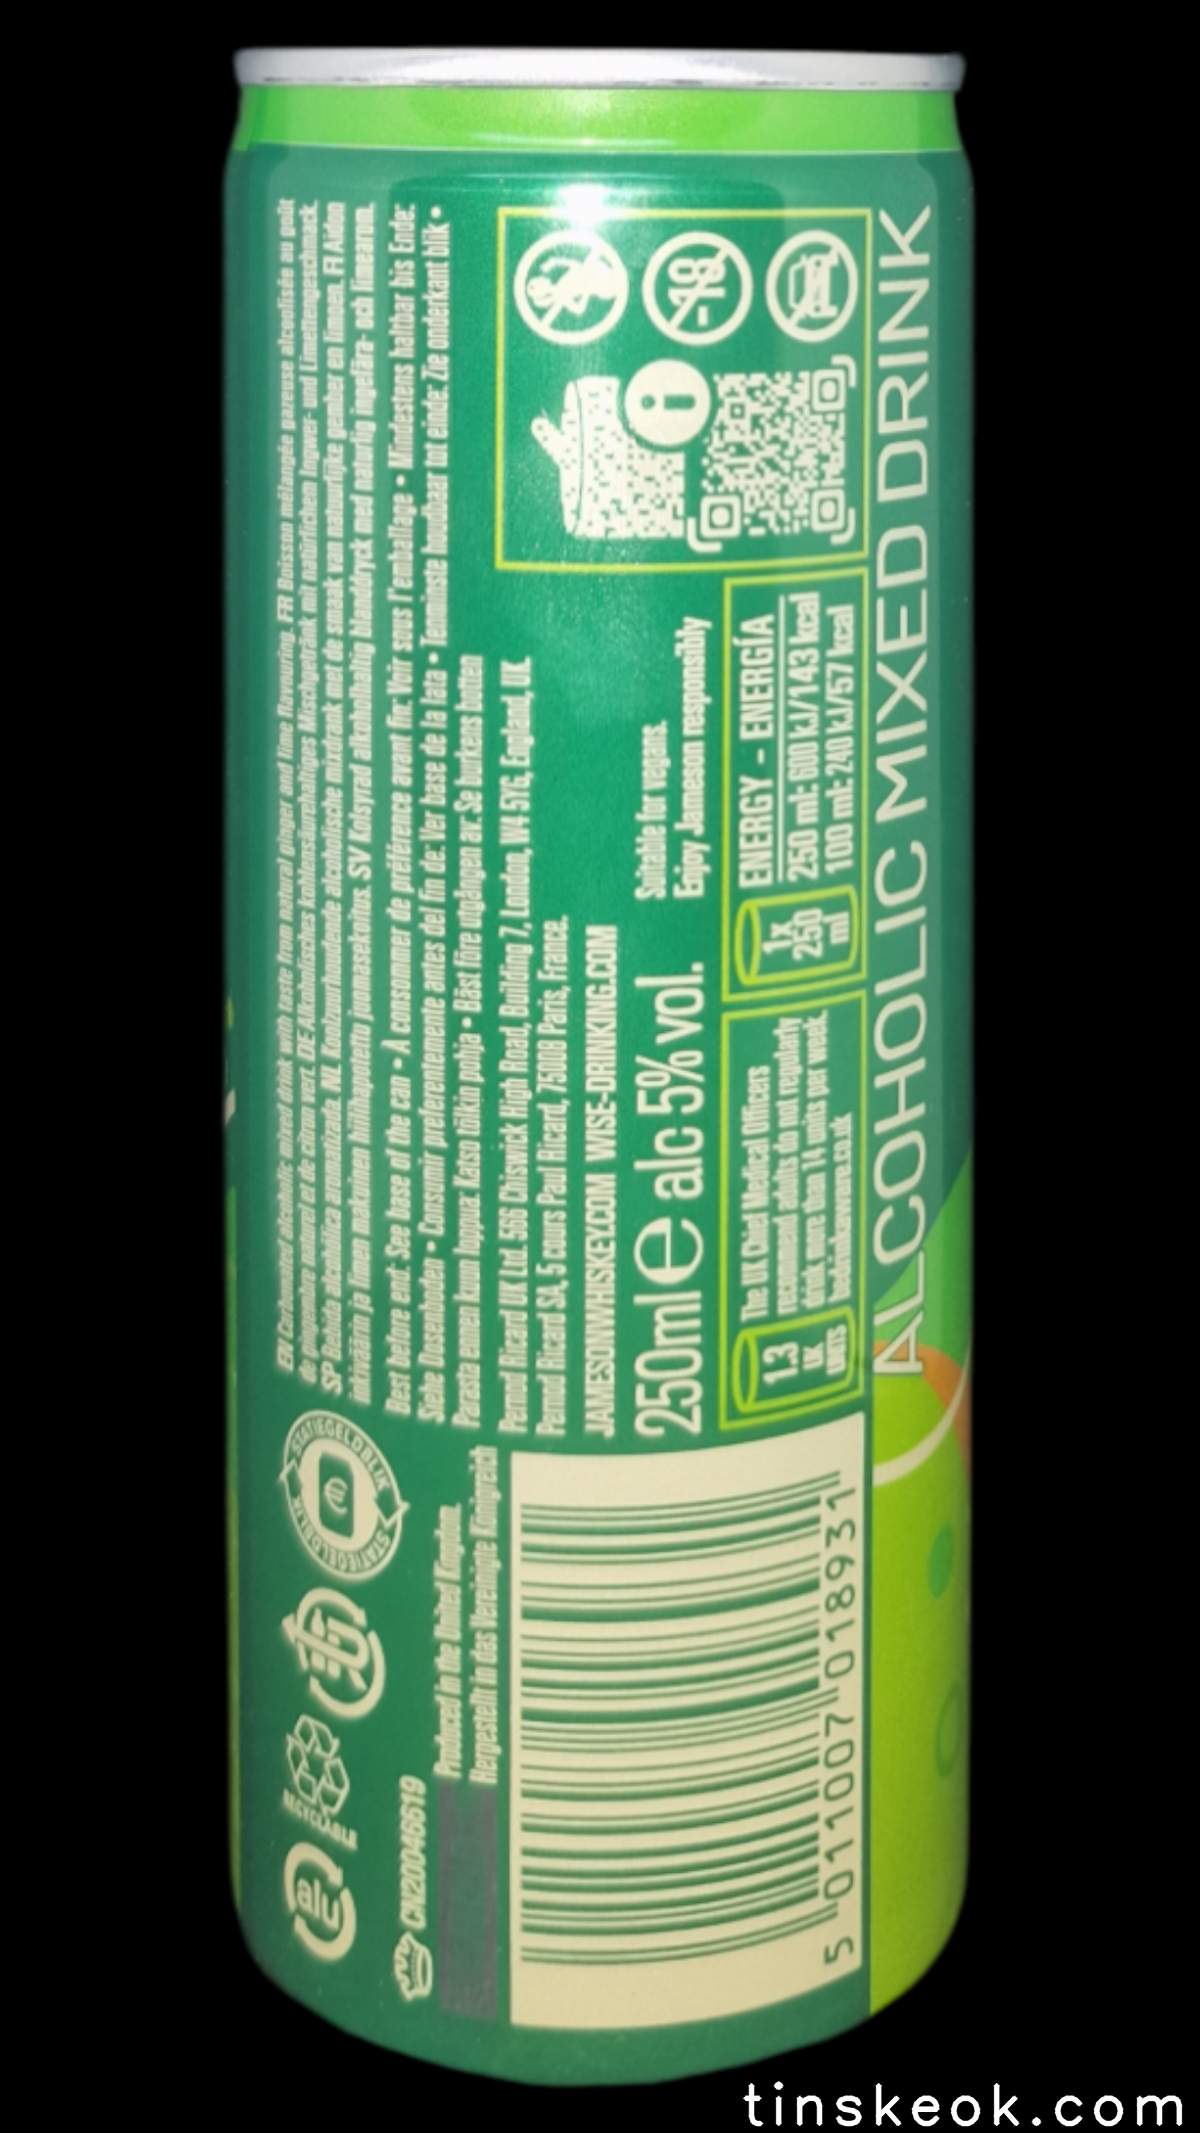 EN Carbonated alcoholic mixed drink with taste from natural ginger and lime flavouring. FR Boisson mélangée gazeuse alcoolisée au goût
de gingembre naturel et de citron vert. DE Alkoholisches kohlensäurehaltiges Mischgetränk mit natürlichem Ingwer- und Limettengeschmack.
SP Bebida alcohólica aromatizada. NL Koolzuurhoudende alcoholische mixdrank met de smaak van natuurlijke gember en limoen. FI Aidon
inkiväärin ja limen makuinen hiilihapotettu juomasekoitus. SV Kolsyrad alkoholhaltig blanddryck med naturlig ingefära- och limearom.
Best before end: See base of the can • À consommer de préférence avant fin: Voir sous l'emballage • Mindestens haltbar bis Ende:
Siehe Dosenboden • Consumir preferentemente antes del fin de: Ver base de la lata • Tenminste houdbaar tot einde: Zie onderkant blik •
Parasta ennen kuun loppua: Katso tölkin pohja • Bäst före utgången av: Se burkens botten
Pernod Ricard UK Ltd. 566 Chiswick High Road, Building 7, London, W4 5YG, England, UK.
Pernod Ricard SA, 5 cours Paul Ricard, 75008 Paris, France.
JAMESONWHISKEY.COM WISE-DRINKING.COM
250ml e alc 5% vol.
Suitable for vegans.
Enjoy Jameson responsibly
The UK Chief Medical Officers
recommend adults do not regularly
drink more than 14 units per week.
bedrinkaware.co.uk
1.3
UK
UNITS
1x
250
ml
ENERGY - ENERGÍA
250 ml: 600 kJ/143 kcal
100 ml: 240 kJ/57 kcal
-18
i
ALCOHOLIC MIXED DRINK
STATIEGELDBLIK STATIEGELDBLIK
€
RECYCLABLE
alu
CN20046619
Produced in the United Kingdom.
Hergestellt in das Vereinigte Königreich
5 011007 018931
tinskeok.com